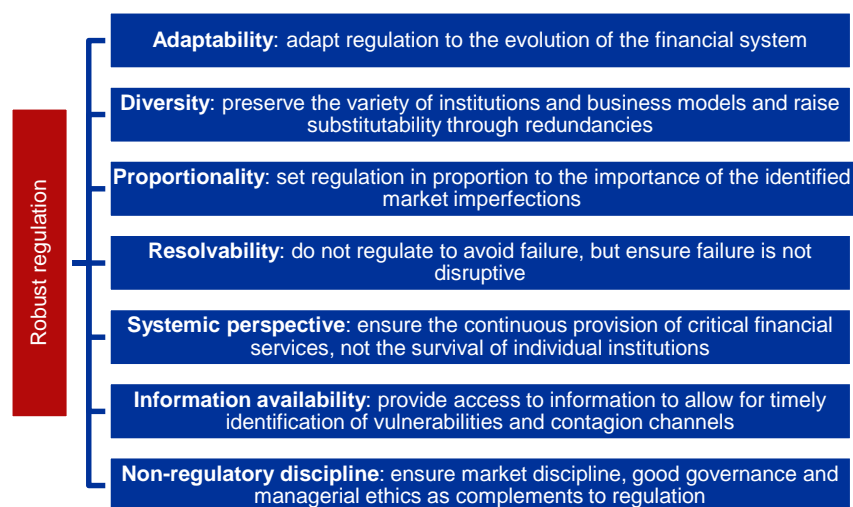 Robust regulation
Adaptability: adapt regulation to the evolution of the financial system
Diversity: preserve the variety of institutions and business models and raise
substitutability through redundancies
Proportionality: set regulation in proportion to the importance of the identified
market imperfections
Resolvability: do not regulate to avoid failure, but ensure failure is not
disruptive
Systemic perspective: ensure the continuous provision of critical financial
services, not the survival of individual institutions
Information availability: provide access to information to allow for timely
identification of vulnerabilities and contagion channels
Non-regulatory discipline: ensure market discipline, good governance and
managerial ethics as complements to regulation